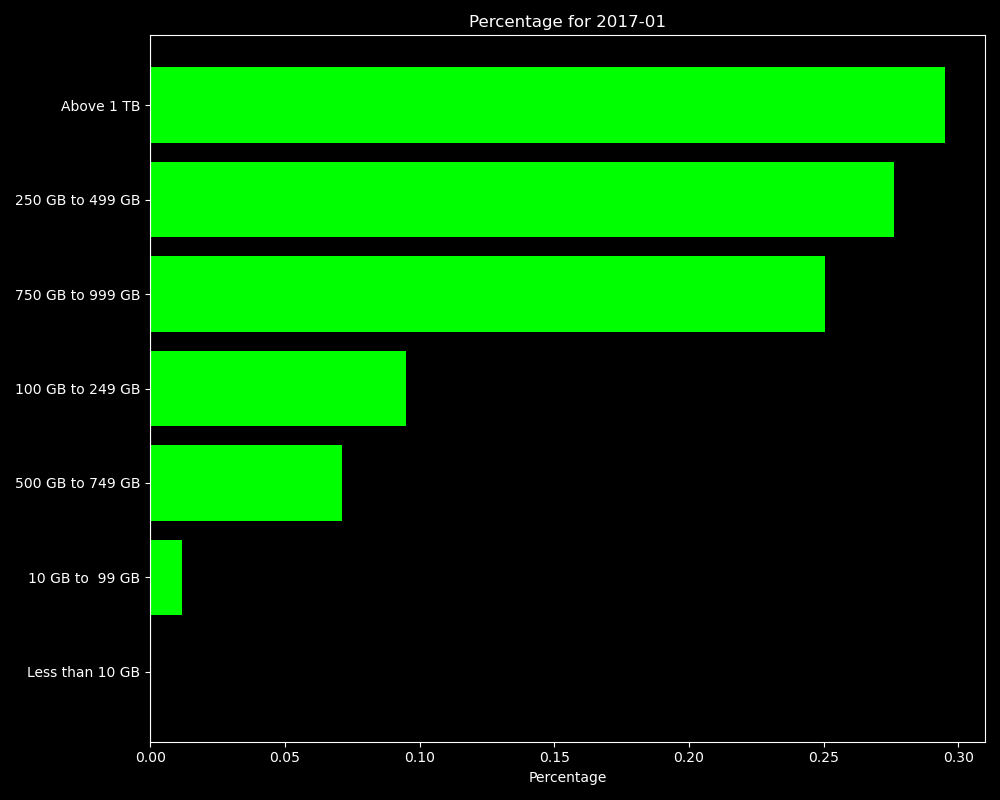 Percentage for 2017-01
Above 1 TB
250 GB to 499 GB
750 GB to 999 GB
100 GB to 249 GB
500 GB to 749 GB
10 GB to  99 GB
Less than 10 GB
0.00 0.05 0.10 0.15 0.20 0.25 0.30
Percentage